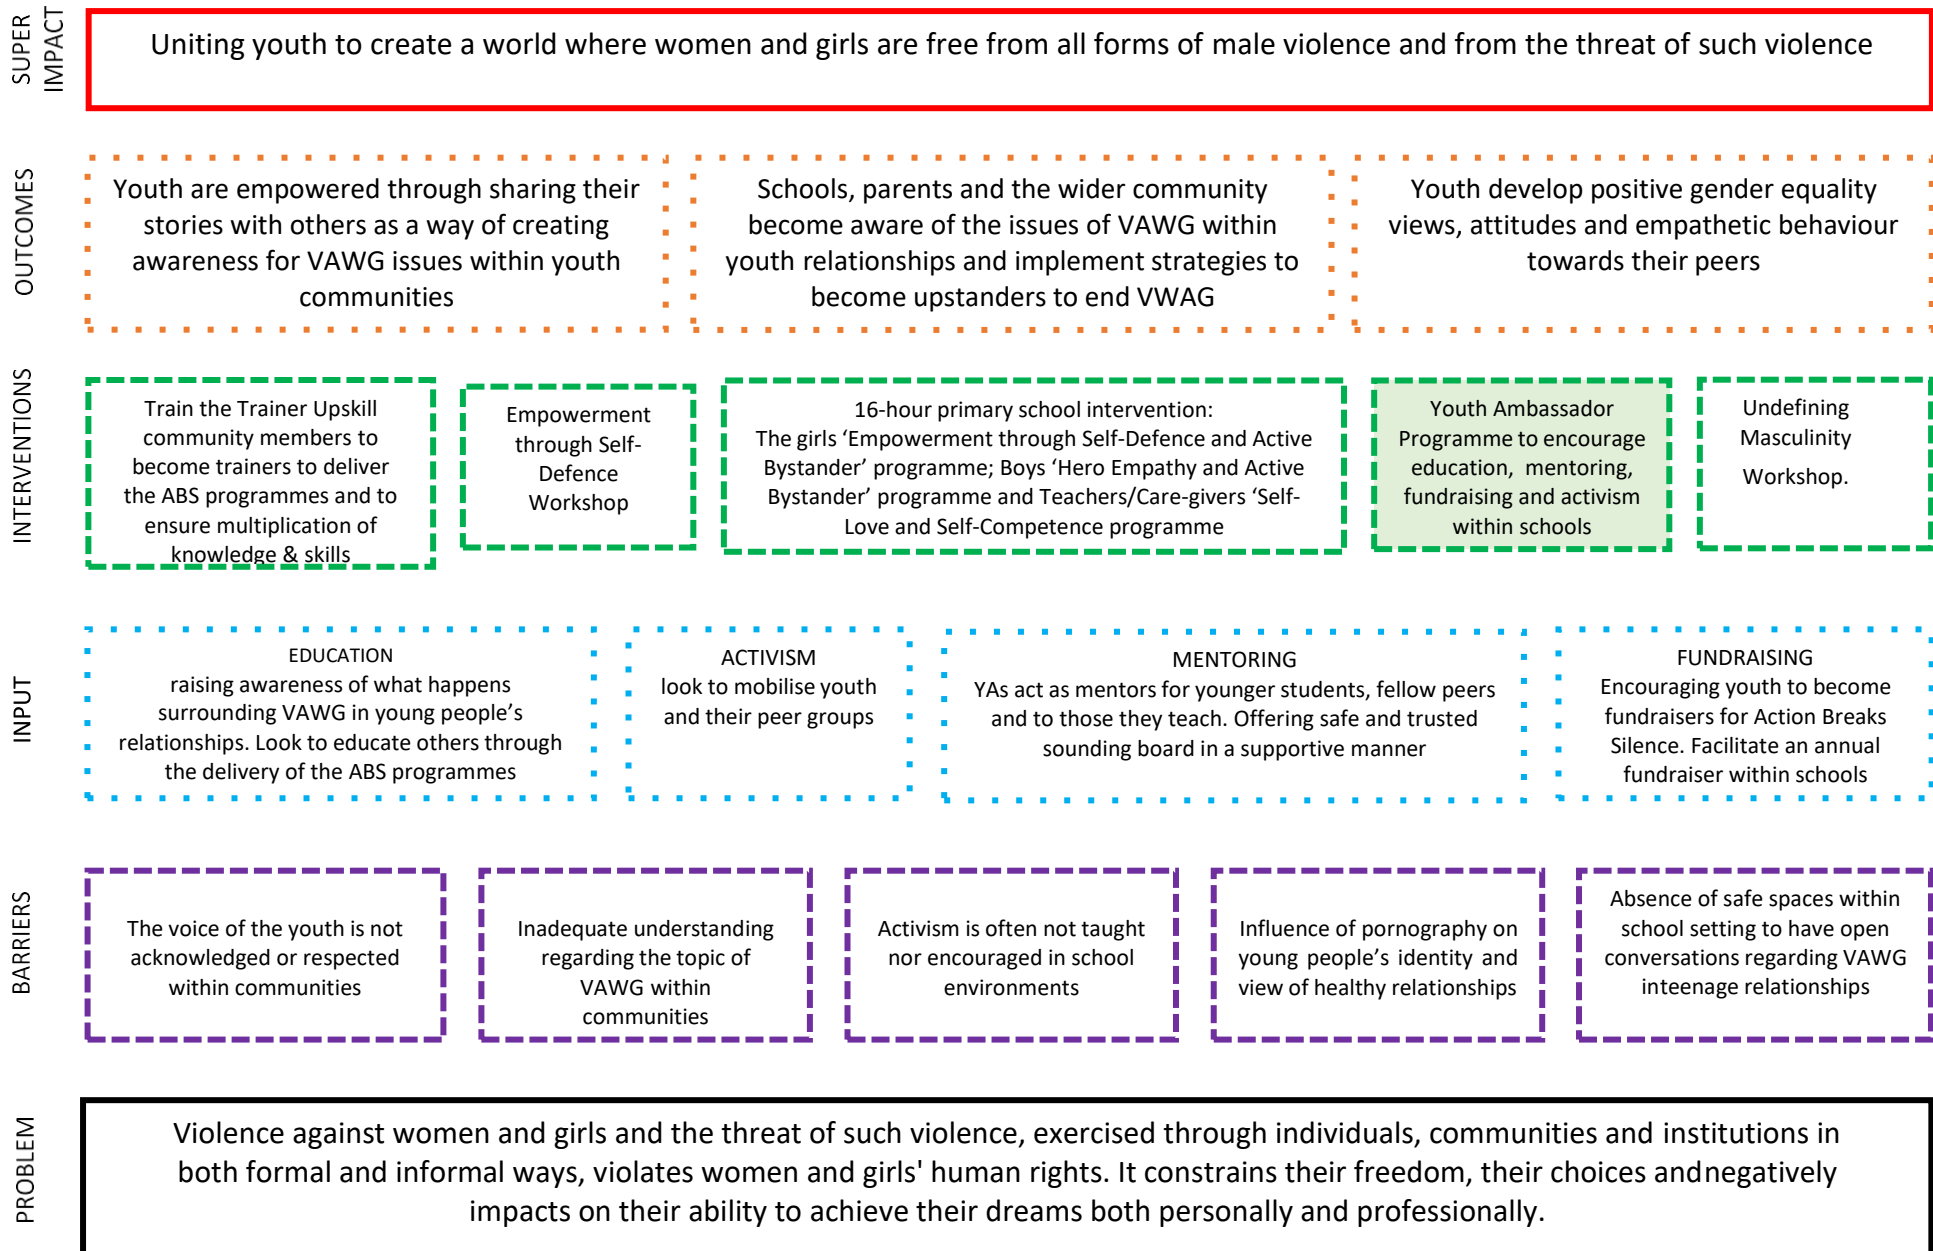 SUPER
IMPACT
Uniting youth to create a world where women and girls are free from all forms of male violence and from the threat of such violence
OUTCOMES
Youth are empowered through sharing their
stories with others as a way of creating
awareness for VAWG issues within youth
communities
Schools, parents and the wider community
become aware of the issues of VAWG within
youth relationships and implement strategies to
become upstanders to end VWAG
Youth develop positive gender equality
views, attitudes and empathetic behaviour
towards their peers
INTERVENTIONS
Train the Trainer Upskill
community members to
become trainers to deliver
the ABS programmes and to
ensure multiplication of
knowledge & skills
Empowerment
through Self-
Defence
Workshop
16-hour primary school intervention:
The girls ‘Empowerment through Self-Defence and Active
Bystander’ programme; Boys ‘Hero Empathy and Active
Bystander’ programme and Teachers/Care-givers ‘Self-
Love and Self-Competence programme
Youth Ambassador
Programme to encourage
education, mentoring,
fundraising and activism
within schools
Undefining
Masculinity
Workshop.
INPUT
EDUCATION
raising awareness of what happens
surrounding VAWG in young people’s
relationships. Look to educate others through
the delivery of the ABS programmes
ACTIVISM
look to mobilise youth
and their peer groups
MENTORING
YAs act as mentors for younger students, fellow peers
and to those they teach. Offering safe and trusted
sounding board in a supportive manner
FUNDRAISING
Encouraging youth to become
fundraisers for Action Breaks
Silence. Facilitate an annual
fundraiser within schools
BARRIERS
The voice of the youth is not
acknowledged or respected
within communities
Inadequate understanding
regarding the topic of
VAWG within
communities
Activism is often not taught
nor encouraged in school
environments
Influence of pornography on
young people’s identity and
view of healthy relationships
Absence of safe spaces within
school setting to have open
conversations regarding VAWG
inteenage relationships
PROBLEM
Violence against women and girls and the threat of such violence, exercised through individuals, communities and institutions in
both formal and informal ways, violates women and girls' human rights. It constrains their freedom, their choices andnegatively
impacts on their ability to achieve their dreams both personally and professionally.